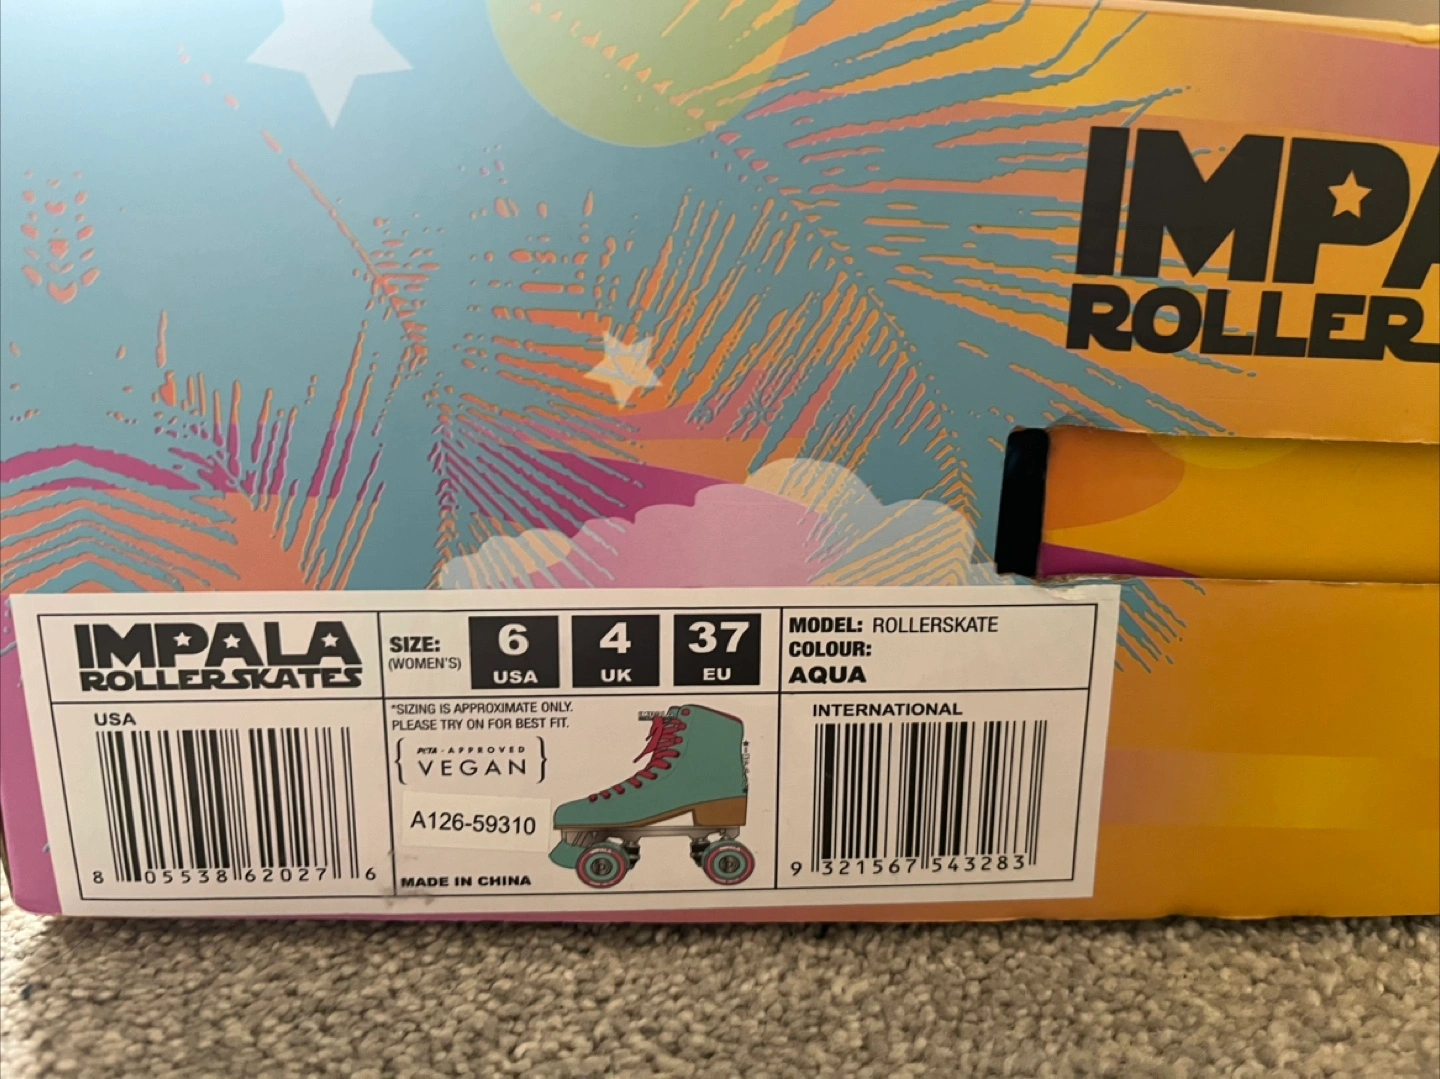 IMPA
ROLLER
IMPALA
ROLLERSKATES
SIZE:
(WOMEN'S)
6
USA
4
UK
37
EU
MODEL: ROLLERSKATE
COLOUR:
AQUA
USA
8 05538 62027 6
*SIZING IS APPROXIMATE ONLY.
PLEASE TRY ON FOR BEST FIT.
PETA-APPROVED
VEGAN
A126-59310
MADE IN CHINA
IMPALA
INTERNATIONAL
9 321567 543283